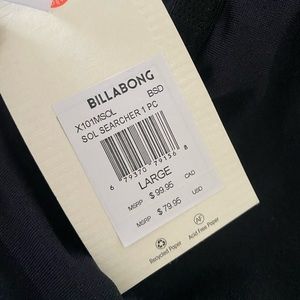 BILLABONG
X101MSOL BSD
SOL SEARCHER 1 PC
6 79370 79156 8
LARGE
MSRP $ 99.95 CAD
MSRP $ 79.95 USD
Recycled Paper Acid Free Paper